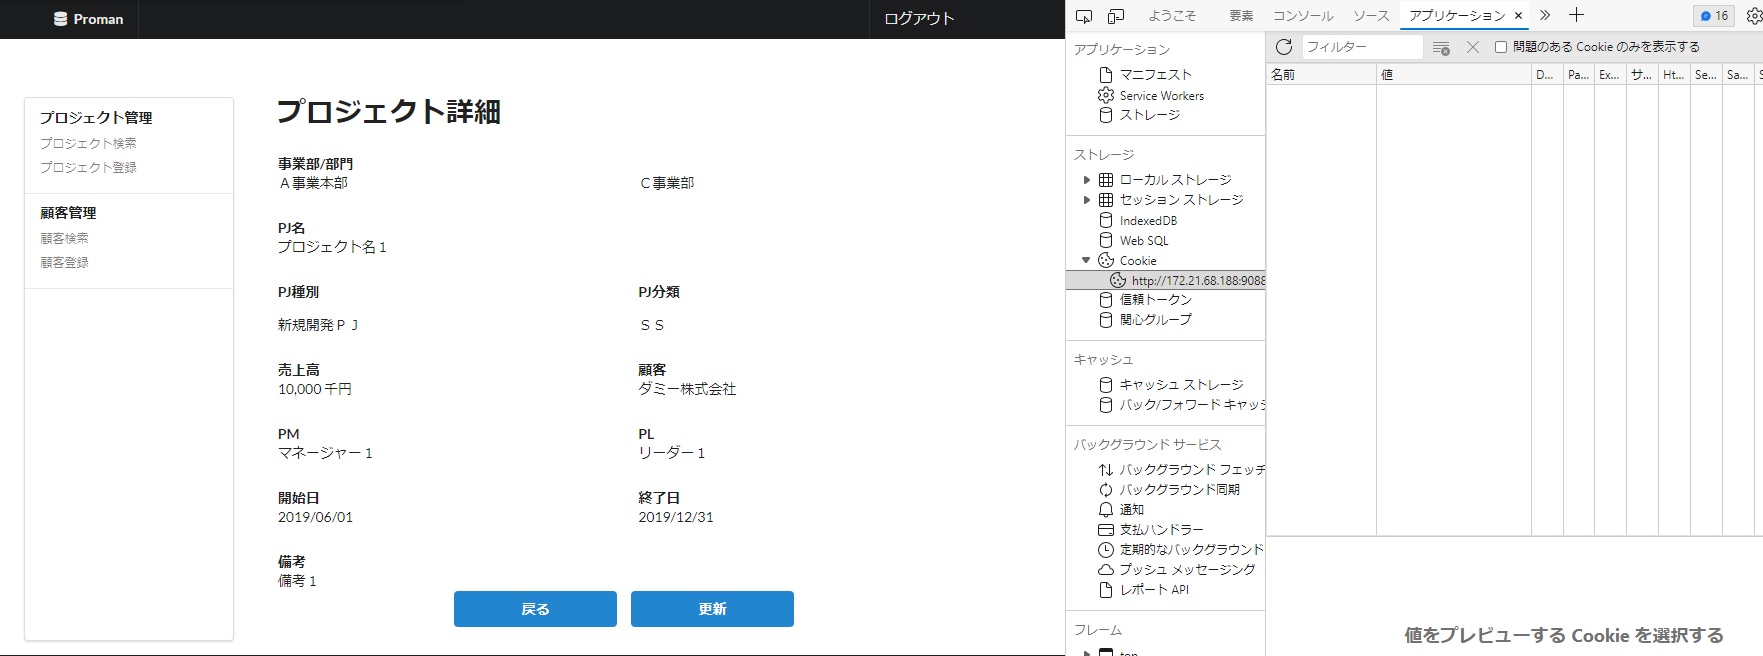 Proman
ログアウト
プロジェクト管理
プロジェクト検索
プロジェクト登録
顧客管理
顧客検索
顧客登録
プロジェクト詳細
事業部/部門
Ａ事業本部
Ｃ事業部
PJ名
プロジェクト名１
PJ種別
PJ分類
新規開発ＰＪ
ＳＳ
売上高
顧客
10,000 千円
ダミー株式会社
PM
PL
マネージャー１
リーダー１
開始日
終了日
2019/06/01
2019/12/31
備考
備考１
戻る
更新
ようこそ
要素
コンソール
ソース
アプリケーション
16
アプリケーション
マニフェスト
Service Workers
ストレージ
ストレージ
ローカル ストレージ
セッション ストレージ
IndexedDB
Web SQL
Cookie
http://172.21.68.188:9088
信頼トークン
関心グループ
キャッシュ
キャッシュ ストレージ
バック/フォワード キャッシ
バックグラウンド サービス
バックグラウンド フェッチ
バックグラウンド同期
通知
支払ハンドラー
定期的なバックグラウンド
プッシュ メッセージング
レポート API
フレーム
top
フィルター
問題のある Cookie のみを表示する
名前
値
D...
Pa...
Ex...
サ...
Ht...
Se...
Sa...
値をプレビューする Cookie を選択する